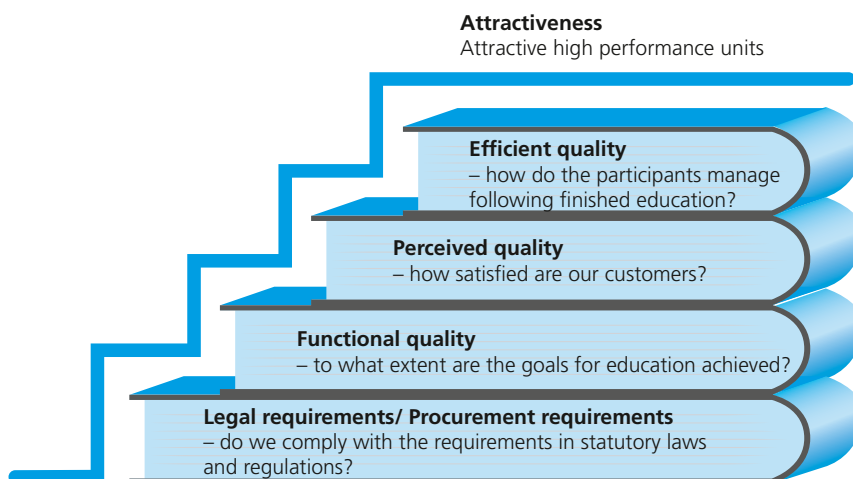 Attractiveness
Attractive high performance units
Efficient quality
– how do the participants manage
following finished education?
Perceived quality
– how satisfied are our customers?
Functional quality
– to what extent are the goals for education achieved?
Legal requirements/ Procurement requirements
– do we comply with the requirements in statutory laws
and regulations?